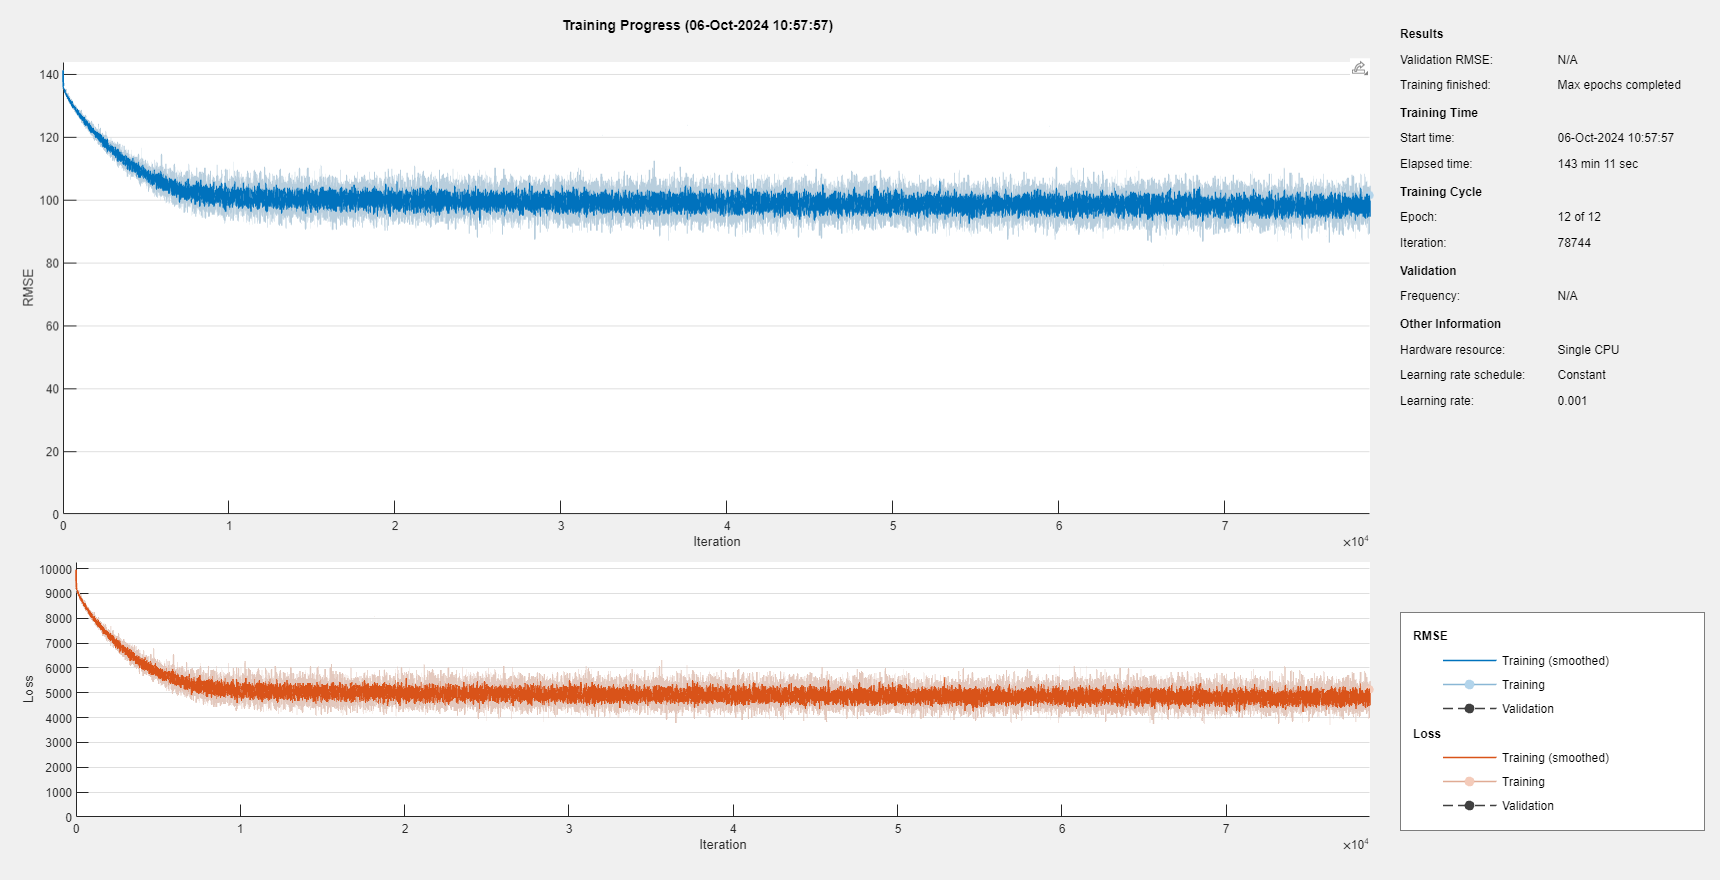 Training Progress (06-Oct-2024 10:57:57)
140
120
100
80
60
40
20
0
RMSE
0 1 2 3 4 5 6 7
Iteration
×10⁴
10000
9000
8000
7000
6000
5000
4000
3000
2000
1000
0
Loss
0 1 2 3 4 5 6 7
Iteration
×10⁴
Results
Validation RMSE: N/A
Training finished: Max epochs completed
Training Time
Start time: 06-Oct-2024 10:57:57
Elapsed time: 143 min 11 sec
Training Cycle
Epoch: 12 of 12
Iteration: 78744
Validation
Frequency: N/A
Other Information
Hardware resource: Single CPU
Learning rate schedule: Constant
Learning rate: 0.001
RMSE
Training (smoothed)
Training
Validation
Loss
Training (smoothed)
Training
Validation